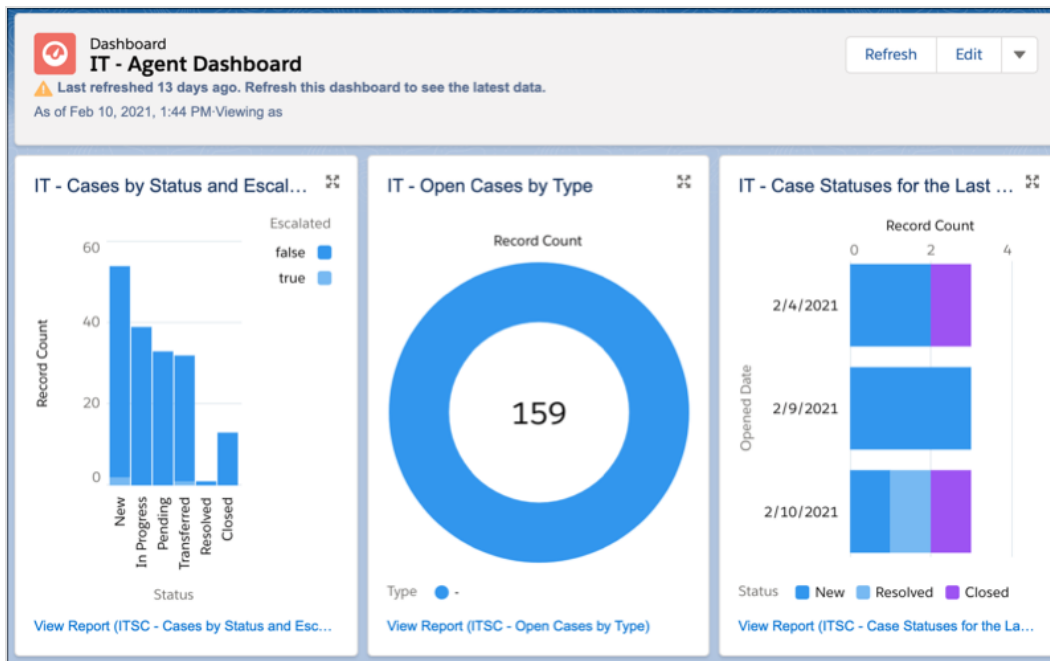 Dashboard
IT - Agent Dashboard
Last refreshed 13 days ago. Refresh this dashboard to see the latest data.
As of Feb 10, 2021, 1:44 PM·Viewing as
Refresh
Edit
IT - Cases by Status and Escal...
Escalated
false
true
60
40
20
0
Record Count
New
In Progress
Pending
Transferred
Resolved
Closed
Status
View Report (ITSC - Cases by Status and Esc...
IT - Open Cases by Type
Record Count
159
Type -
View Report (ITSC - Open Cases by Type)
IT - Case Statuses for the Last ...
Record Count
0 2 4
Opened Date
2/4/2021
2/9/2021
2/10/2021
Status New Resolved Closed
View Report (ITSC - Case Statuses for the La...